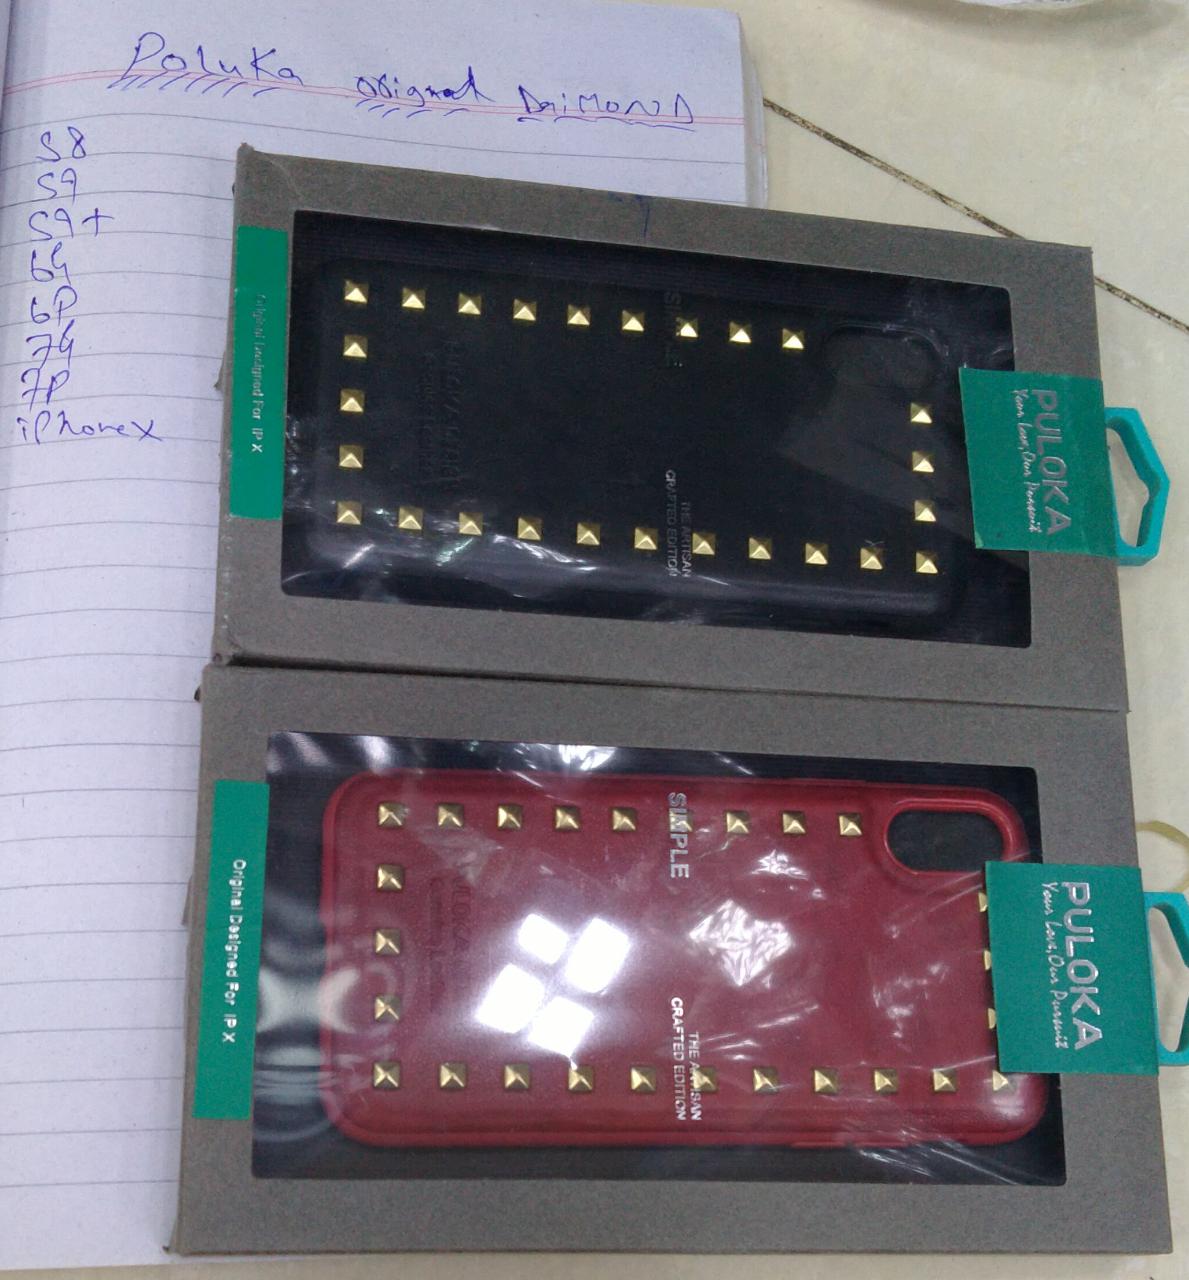 Poluka orignal DaiMOND
S8
S9
S9+
6G
6P
7G
7P
iPhonex
Original Designed For IP X
SIMPLE
THE ARTISAN
CRAFTED EDITION
PULOKA
Your Love,Our Pursuit
Original Designed For IP X
SIMPLE
PULOKA
THE ARTISAN
CRAFTED EDITION
PULOKA
Your Love,Our Pursuit